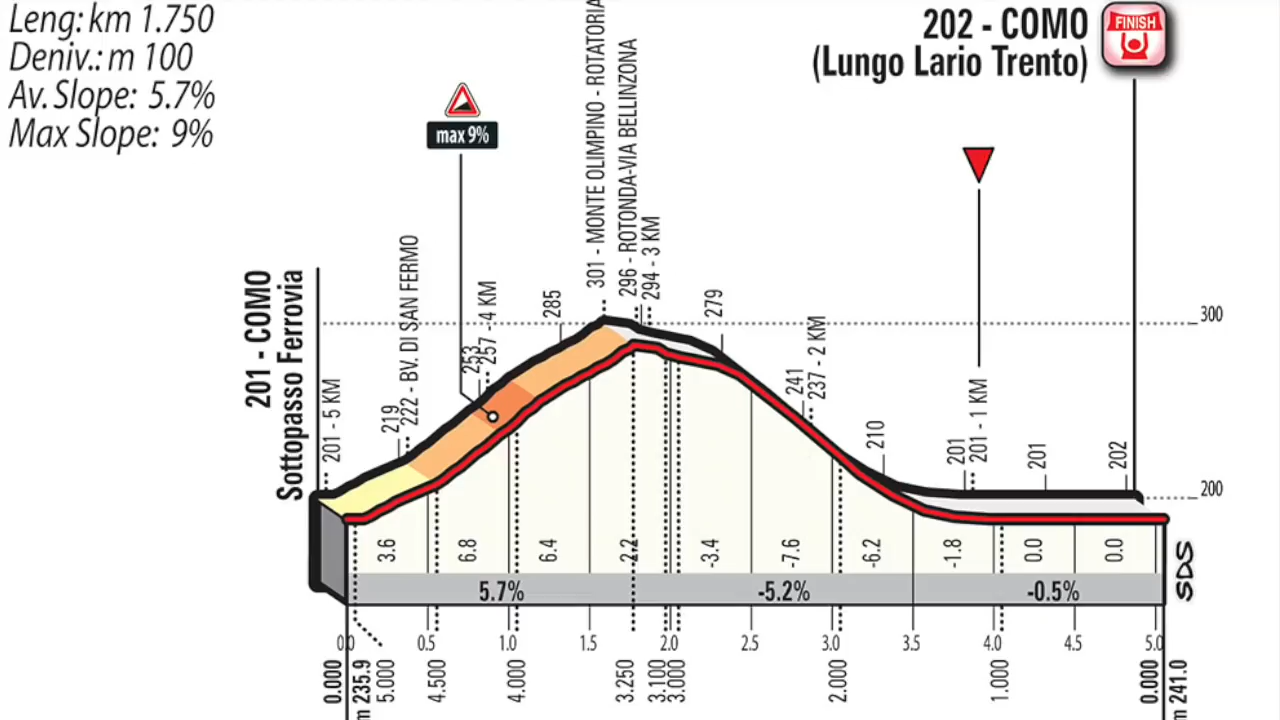 Leng: km 1.750
Deniv.: m 100
Av. Slope: 5.7%
Max Slope: 9%
202 - COMO
(Lungo Lario Trento)
FINISH
max 9%
201 - COMO
Sottopasso Ferrovia
201 - 5 KM
219
222 - BV. DI SAN FERMO
253
257 - 4 KM
285
301 - MONTE OLIMPINO - ROTATORIA
296 - ROTONDA-VIA BELLINZONA
294 - 3 KM
279
241
237 - 2 KM
210
201
201 - 1 KM
201
202
300
200
3.6 6.8 6.4 2.2 -3.4 -7.6 -6.2 -1.8 0.0 0.0
5.7% -5.2% -0.5%
SDS
0.0 0.5 1.0 1.5 2.0 2.5 3.0 3.5 4.0 4.5 5.0
0.000 5.000 4.500 4.000 3.250 3.100 3.000 2.000 1.000 0.000
m 235.9
m 241.0